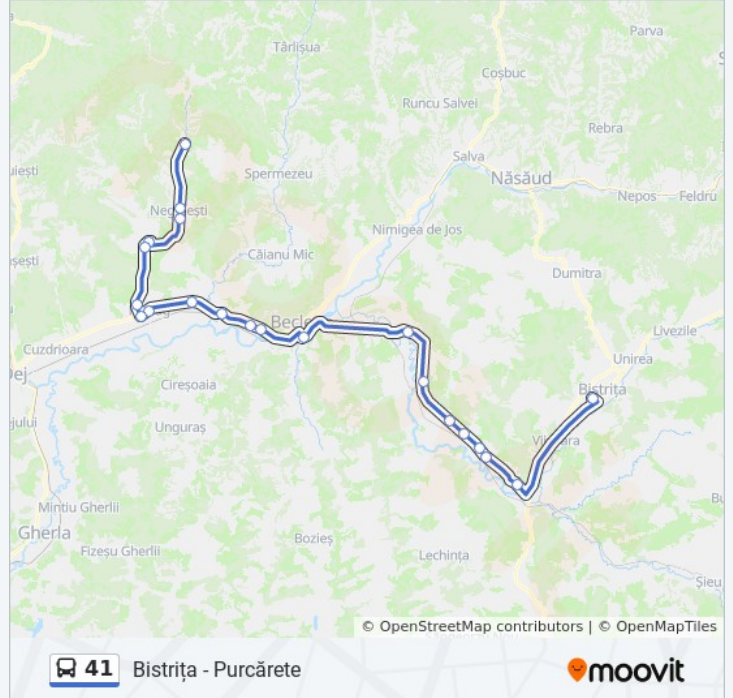 Parva
Târlișua
Coșbuc
Runcu Salvei
Rebra
Salva
Spermezeu
Năsăud
Nepos
Feldru
Nimigea de Jos
Căianu Mic
Dumitra
Livezile
Cuzdrioara
Unirea
Cireșoaia
Bistrița
Unguraș
Mintiu Gherlii
Gherla
Bozieș
Fizeșu Gherlii
Lechința
Șieu
© OpenStreetMap contributors | © OpenMapTiles
41 Bistrița - Purcărete
moovit